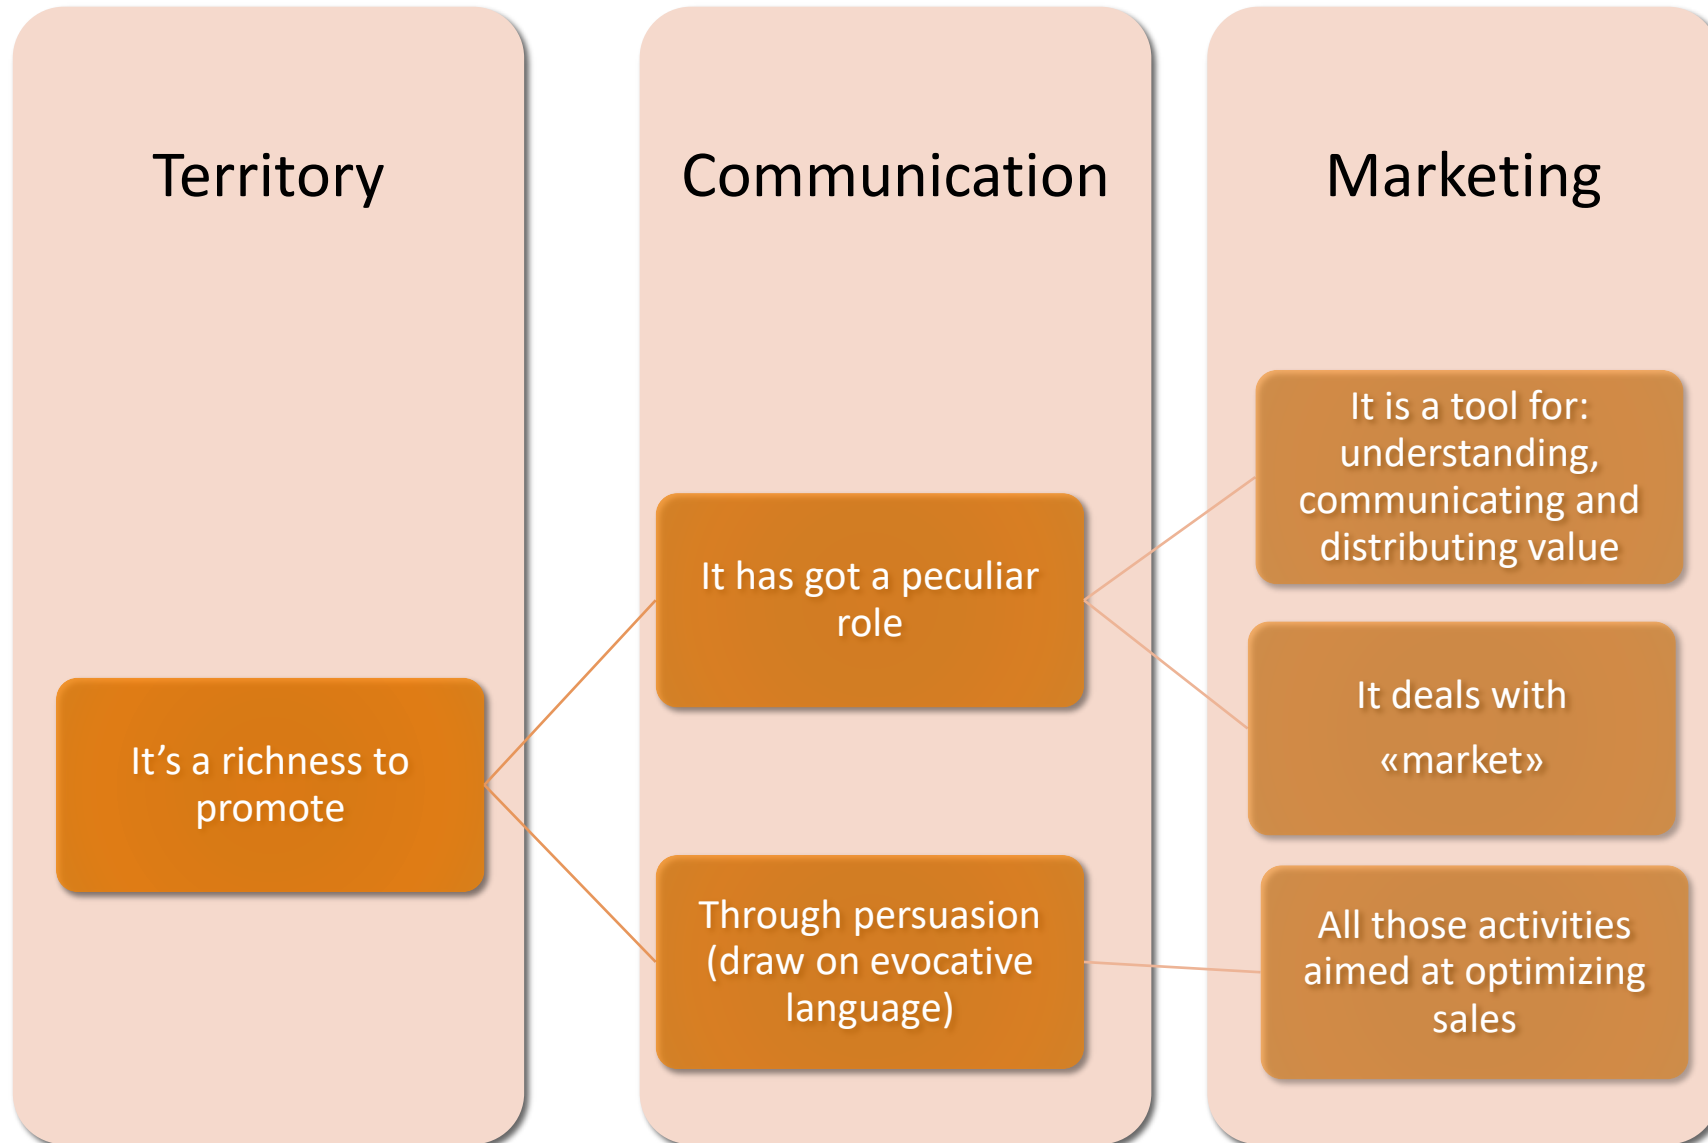 Territory
Communication
Marketing
It’s a richness to
promote
It has got a peculiar
role
Through persuasion
(draw on evocative
language)
It is a tool for:
understanding,
communicating and
distributing value
It deals with
«market»
All those activities
aimed at optimizing
sales